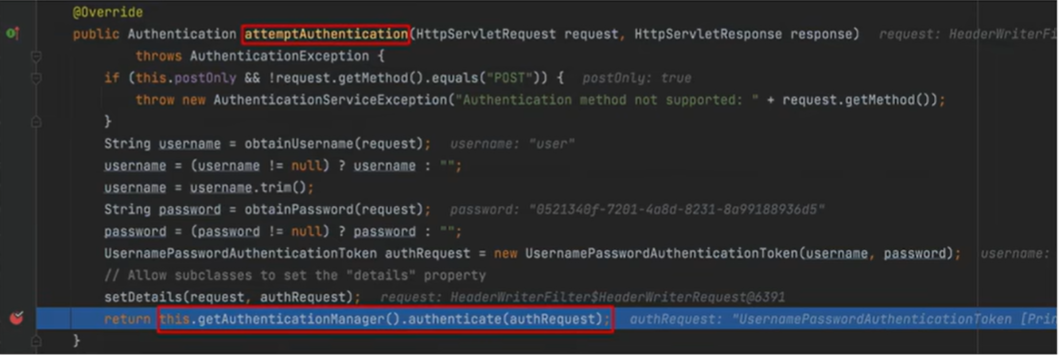 @Override
public Authentication attemptAuthentication(HttpServletRequest request, HttpServletResponse response)  request: HeaderWriterFi
throws AuthenticationException {
if (this.postOnly && !request.getMethod().equals("POST")) {  postOnly: true
throw new AuthenticationServiceException("Authentication method not supported: " + request.getMethod());
}
String username = obtainUsername(request);  username: "user"
username = (username != null) ? username : "";
username = username.trim();
String password = obtainPassword(request);  password: "0521340f-7201-4a8d-8231-8a99188936d5"
password = (password != null) ? password : "";
UsernamePasswordAuthenticationToken authRequest = new UsernamePasswordAuthenticationToken(username, password);  username:
// Allow subclasses to set the "details" property
setDetails(request, authRequest);  request: HeaderWriterFilter$HeaderWriterRequest@6391
return this.getAuthenticationManager().authenticate(authRequest);  authRequest: "UsernamePasswordAuthenticationToken [Prin
}